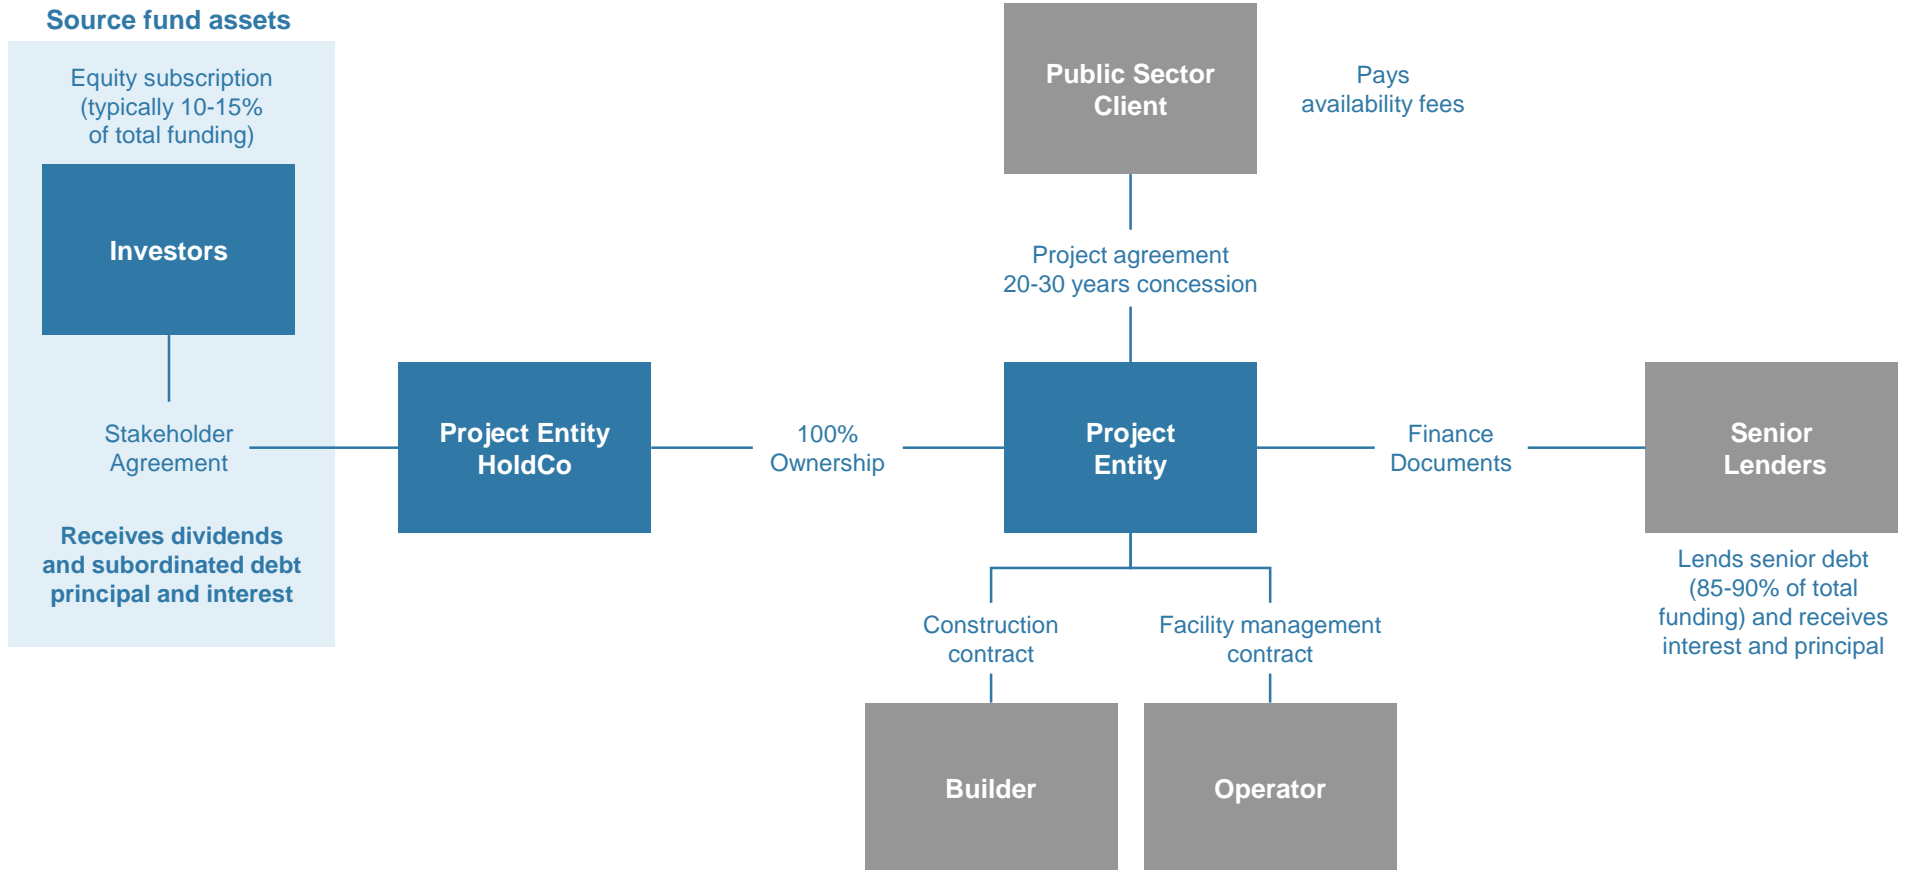 Source fund assets
Equity subscription
(typically 10-15%
of total funding)
Investors
Stakeholder
Agreement
Receives dividends
and subordinated debt
principal and interest
Project Entity
HoldCo
100%
Ownership
Public Sector
Client
Pays
availability fees
Project agreement
20-30 years concession
Project
Entity
Finance
Documents
Senior
Lenders
Lends senior debt
(85-90% of total
funding) and receives
interest and principal
Construction
contract
Facility management
contract
Builder
Operator